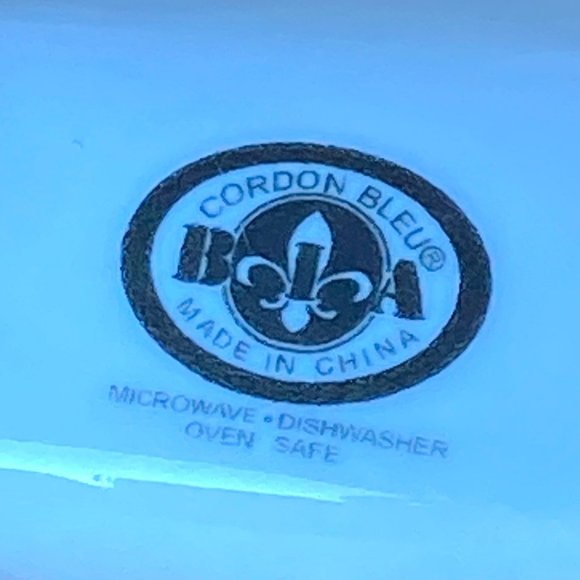 CORDON BLEU®
BIA
MADE IN CHINA
MICROWAVE • DISHWASHER
OVEN SAFE